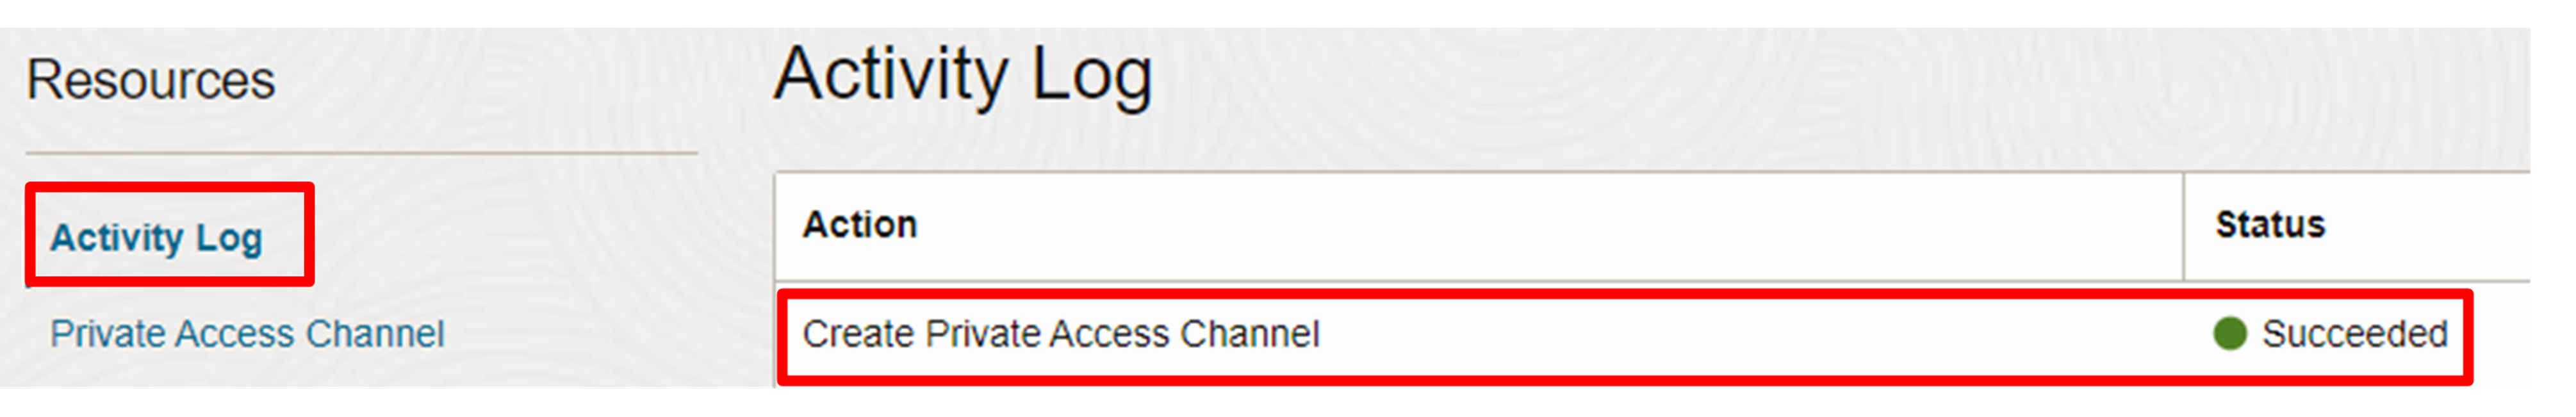 Resources
Activity Log
Private Access Channel
Activity Log
Action Status
Create Private Access Channel Succeeded